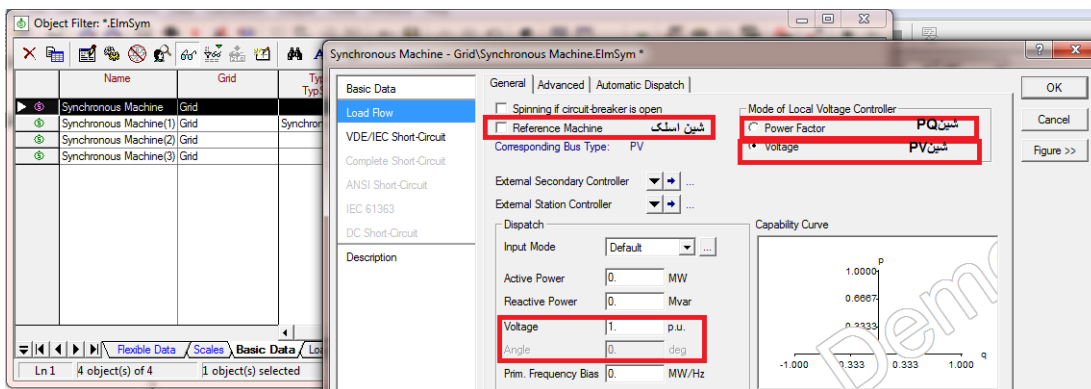 Object Filter: *.ElmSym
Name Grid
Synchronous Machine Grid
Synchronous Machine(1) Grid
Synchronous Machine(2) Grid
Synchronous Machine(3) Grid
Flexible Data Scales Basic Data
Ln 1 4 object(s) of 4 1 object(s) selected
Synchronous Machine - Grid\Synchronous Machine.ElmSym *
Basic Data
Load Flow
VDE/IEC Short-Circuit
Complete Short-Circuit
ANSI Short-Circuit
IEC 61363
DC Short-Circuit
Description
General Advanced Automatic Dispatch
Spinning if circuit-breaker is open
Reference Machine شین اسلک
Corresponding Bus Type: PV
Mode of Local Voltage Controller
Power Factor شینPQ
Voltage شینPV
External Secondary Controller ...
External Station Controller ...
Dispatch
Input Mode Default ...
Active Power 0. MW
Reactive Power 0. Mvar
Voltage 1. p.u.
Angle 0. deg
Prim. Frequency Bias 0. MW/Hz
Capability Curve
p
1.0000
0.6667
0.3333
-1.000 -0.333 0.333 1.000 q
Demo
OK
Cancel
Figure >>